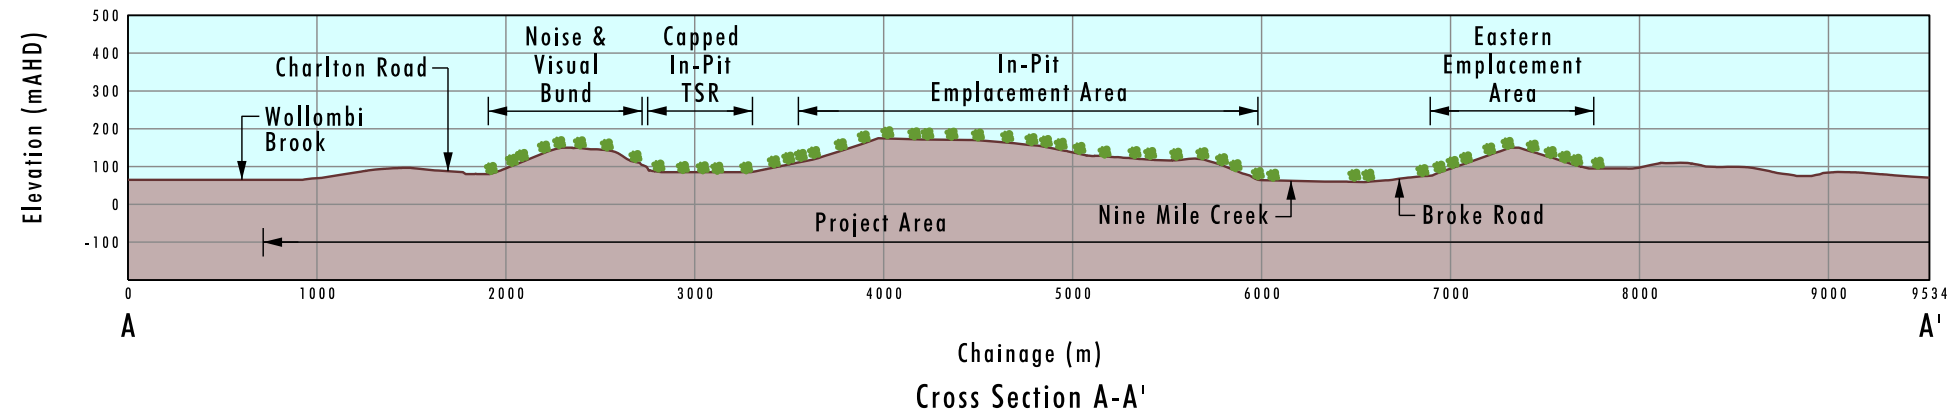 500
400
300
200
100
0
-100
Elevation (mAHD)
Noise &
Visual
Bund
Capped
In-Pit
TSR
In-Pit
Emplacement Area
Eastern
Emplacement
Area
Charlton Road
Wollombi
Brook
Project Area
Nine Mile Creek
Broke Road
0 1000 2000 3000 4000 5000 6000 7000 8000 9000 9534
A A'
Chainage (m)
Cross Section A-A'